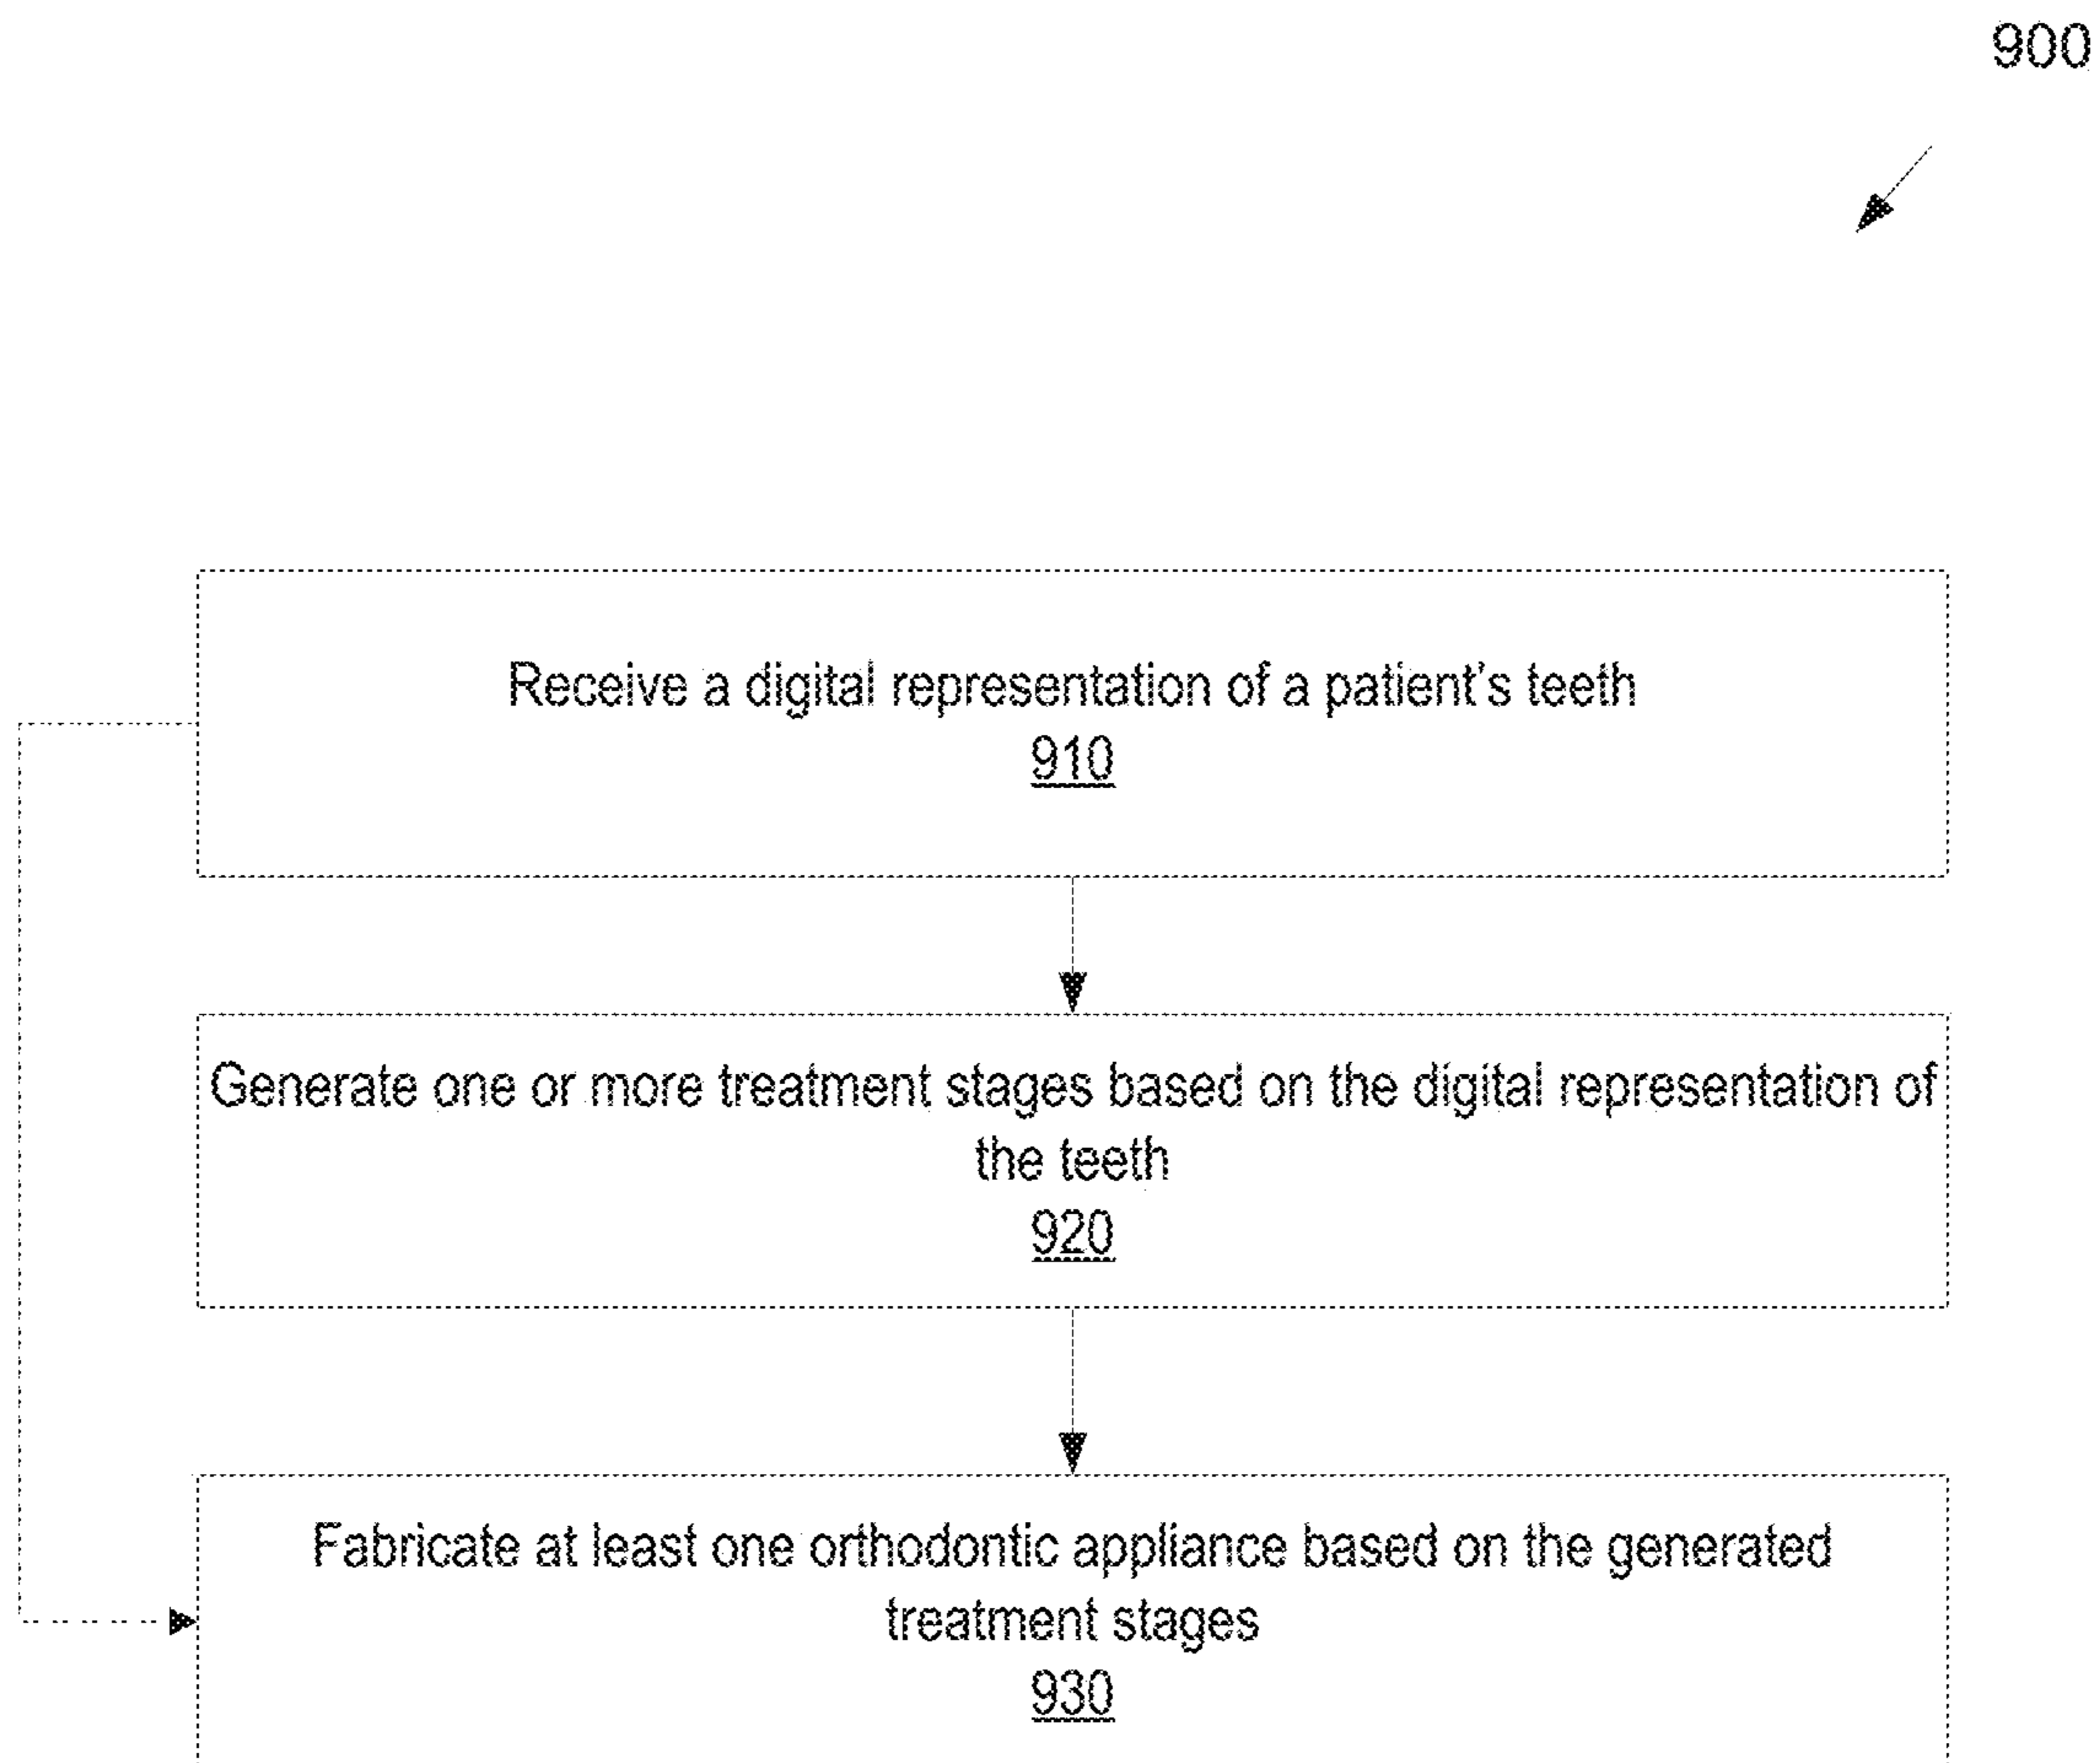 900
Receive a digital representation of a patient's teeth
910
Generate one or more treatment stages based on the digital representation of
the teeth
920
Fabricate at least one orthodontic appliance based on the generated
treatment stages
930